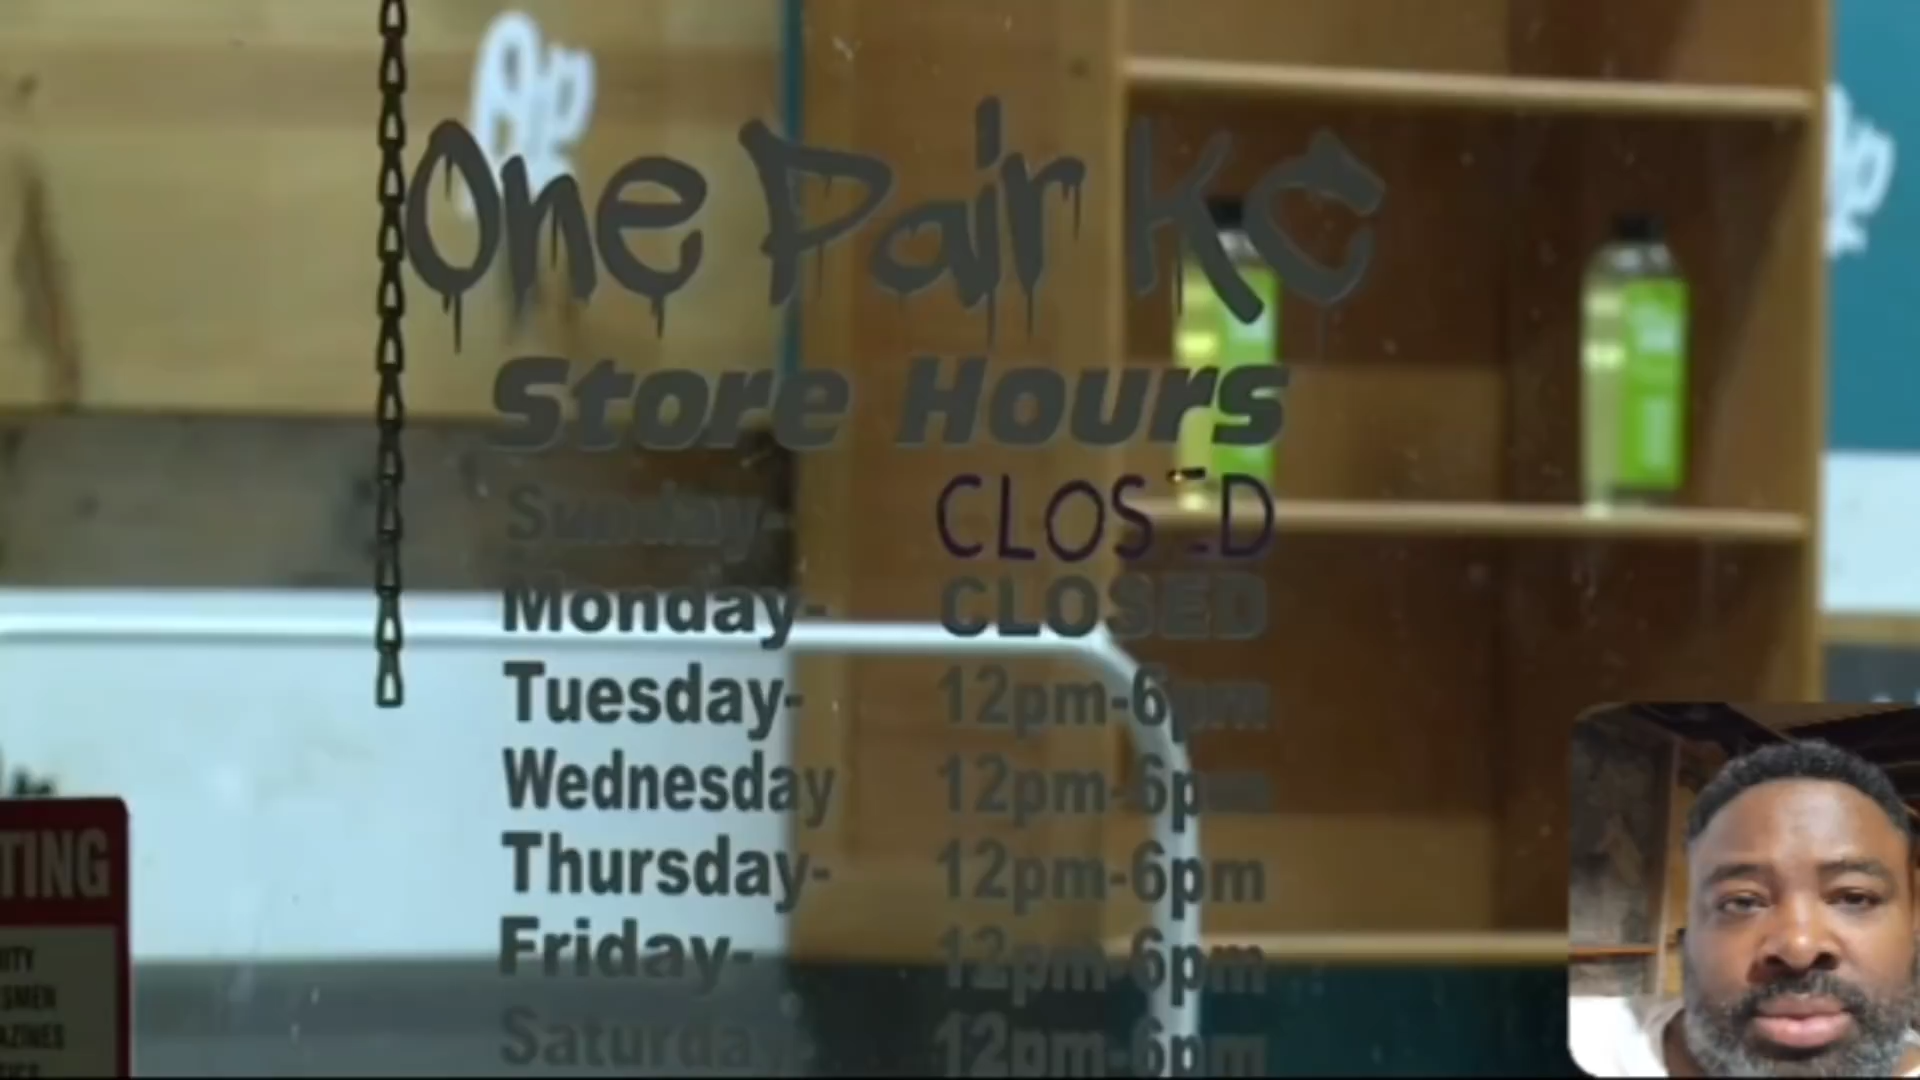 One Pair KC
Store Hours
Sunday- CLOSED
Monday- CLOSED
Tuesday- 12pm-6pm
Wednesday 12pm-6pm
Thursday- 12pm-6pm
Friday- 12pm-6pm
Saturday- 12pm-6pm
TING